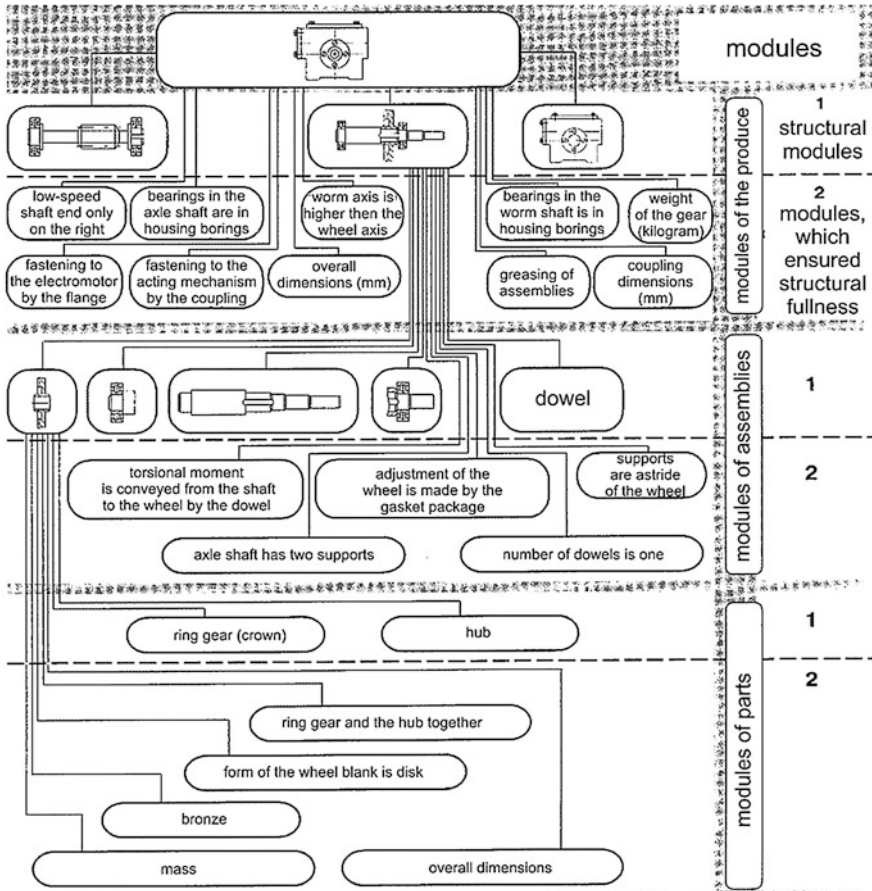 modules
1
structural
modules
modules of the produce
low-speed
shaft end only
on the right
bearings in the
axle shaft are in
housing borings
worm axis is
higher then the
wheel axis
bearings in the
worm shaft is in
housing borings
weight
of the gear
(kilogram)
2
modules,
which
ensured
structural
fullness
fastening to
the electromotor
by the flange
fastening to the
acting mechanism
by the coupling
overall
dimensions (mm)
greasing of
assemblies
coupling
dimensions
(mm)
modules of assemblies
dowel
1
torsional moment
is conveyed from the shaft
to the wheel by the dowel
adjustment of the
wheel is made by the
gasket package
supports
are astride
of the wheel
2
axle shaft has two supports
number of dowels is one
modules of parts
ring gear (crown)
hub
1
2
ring gear and the hub together
form of the wheel blank is disk
bronze
mass
overall dimensions